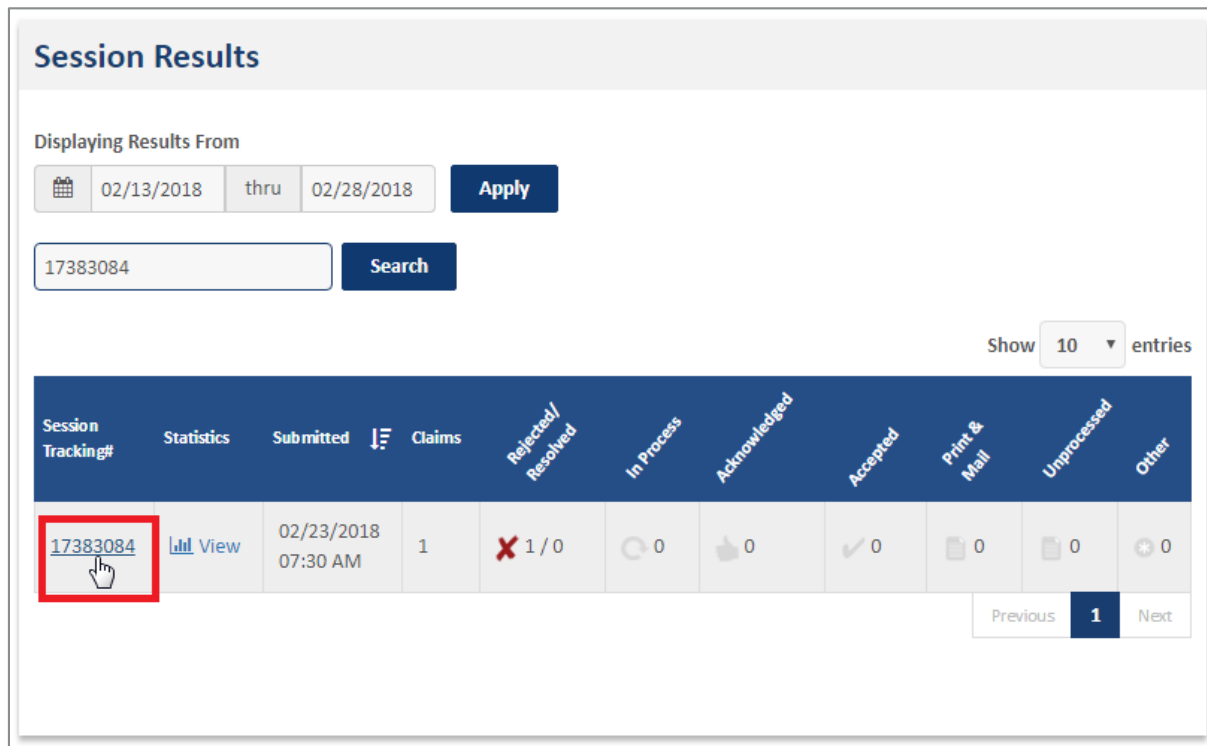 Session Results
Displaying Results From
02/13/2018 thru 02/28/2018 Apply
17383084 Search
Show 10 entries
Session Tracking# Statistics Submitted Claims Rejected/ Resolved In Process Acknowledged Accepted Print & Mail Unprocessed Other
17383084 View 02/23/2018 07:30 AM 1 1 / 0 0 0 0 0 0 0
Previous 1 Next